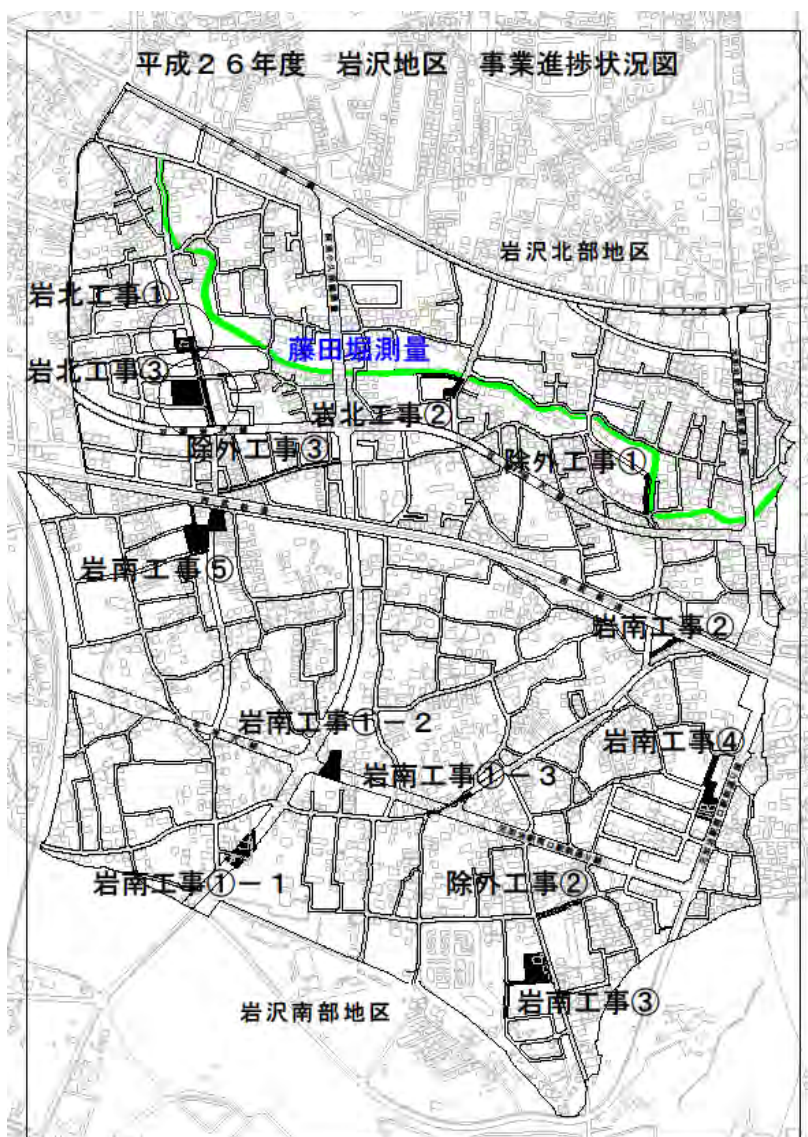 平成２６年度　岩沢地区　事業進捗状況図
岩沢北部地区
岩北工事①
藤田堀測量
岩北工事③
岩北工事②
除外工事③
除外工事①
岩南工事⑤
岩南工事②
岩南工事①－２
岩南工事④
岩南工事①－３
岩南工事①－１
除外工事②
岩南工事③
岩沢南部地区